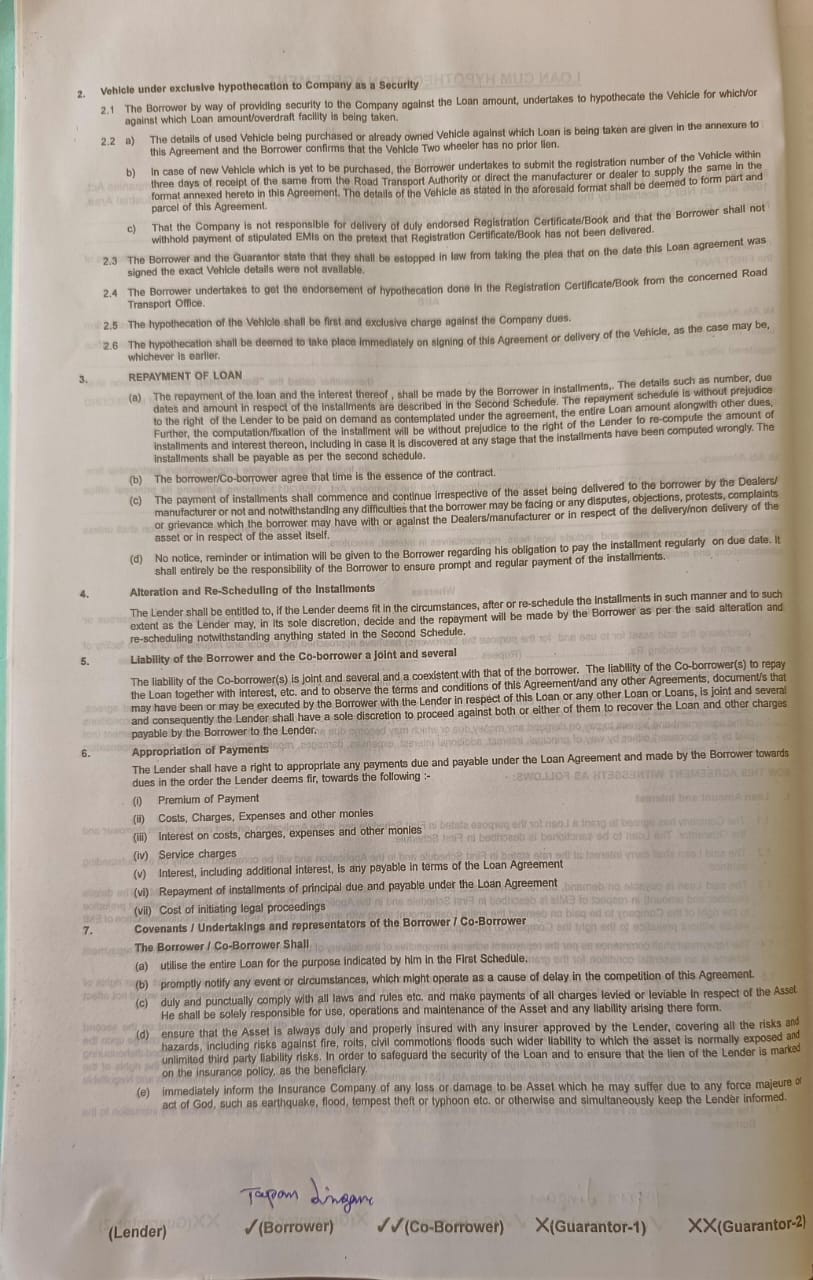 2. Vehicle under exclusive hypothecation to Company as a Security
2.1 The Borrower by way of providing security to the Company against the Loan amount, undertakes to hypothecate the Vehicle for which/or
against which Loan amount/overdraft facility is being taken.
2.2 a) The details of used Vehicle being purchased or already owned Vehicle against which Loan is being taken are given in the annexure to
this Agreement and the Borrower confirms that the Vehicle Two wheeler has no prior lien.
b) In case of new Vehicle which is yet to be purchased, the Borrower undertakes to submit the registration number of the Vehicle within
three days of receipt of the same from the Road Transport Authority or direct the manufacturer or dealer to supply the same in the
format annexed hereto in this Agreement. The details of the Vehicle as stated in the aforesaid format shall be deemed to form part and
parcel of this Agreement.
c) That the Company is not responsible for delivery of duly endorsed Registration Certificate/Book and that the Borrower shall not
withhold payment of stipulated EMIs on the pretext that Registration Certificate/Book has not been delivered.
2.3 The Borrower and the Guarantor state that they shall be estopped in law from taking the plea that on the date this Loan agreement was
signed the exact Vehicle details were not available.
2.4 The Borrower undertakes to get the endorsement of hypothecation done in the Registration Certificate/Book from the concerned Road
Transport Office.
2.5 The hypothecation of the Vehicle shall be first and exclusive charge against the Company dues.
2.6 The hypothecation shall be deemed to take place immediately on signing of this Agreement or delivery of the Vehicle, as the case may be,
whichever is earlier.
3. REPAYMENT OF LOAN
(a) The repayment of the loan and the interest thereof , shall be made by the Borrower in installments,. The details such as number, due
dates and amount in respect of the installments are described in the Second Schedule. The repayment schedule is without prejudice
to the right of the Lender to be paid on demand as contemplated under the agreement, the entire Loan amount alongwith other dues,
Further, the computation/fixation of the installment will be without prejudice to the right of the Lender to re-compute the amount of
installments and interest thereon, including in case it is discovered at any stage that the installments have been computed wrongly. The
installments shall be payable as per the second schedule.
(b) The borrower/Co-borrower agree that time is the essence of the contract.
(c) The payment of installments shall commence and continue irrespective of the asset being delivered to the borrower by the Dealers/
manufacturer or not and notwithstanding any difficulties that the borrower may be facing or any disputes, objections, protests, complaints
or grievance which the borrower may have with or against the Dealers/manufacturer or in respect of the delivery/non delivery of the
asset or in respect of the asset itself.
(d) No notice, reminder or intimation will be given to the Borrower regarding his obligation to pay the installment regularly on due date. It
shall entirely be the responsibility of the Borrower to ensure prompt and regular payment of the installments.
4. Alteration and Re-Scheduling of the Installments
The Lender shall be entitled to, if the Lender deems fit in the circumstances, after or re-schedule the installments in such manner and to such
extent as the Lender may, in its sole discretion, decide and the repayment will be made by the Borrower as per the said alteration and
re-scheduling notwithstanding anything stated in the Second Schedule.
5. Liability of the Borrower and the Co-borrower a joint and several
The liability of the Co-borrower(s) is joint and several and a coexistent with that of the borrower. The liability of the Co-borrower(s) to repay
the Loan together with interest, etc. and to observe the terms and conditions of this Agreement/and any other Agreements, document/s that
may have been or may be executed by the Borrower with the Lender in respect of this Loan or any other Loan or Loans, is joint and several
and consequently the Lender shall have a sole discretion to proceed against both or either of them to recover the Loan and other charges
payable by the Borrower to the Lender.
6. Appropriation of Payments
The Lender shall have a right to appropriate any payments due and payable under the Loan Agreement and made by the Borrower towards
dues in the order the Lender deems fir, towards the following :-
(i) Premium of Payment
(ii) Costs, Charges, Expenses and other monies
(iii) Interest on costs, charges, expenses and other monies
(iv) Service charges
(v) Interest, including additional interest, is any payable in terms of the Loan Agreement
(vi) Repayment of installments of principal due and payable under the Loan Agreement
(vii) Cost of initiating legal proceedings
7. Covenants / Undertakings and representators of the Borrower / Co-Borrower
The Borrower / Co-Borrower Shall
(a) utilise the entire Loan for the purpose indicated by him in the First Schedule.
(b) promptly notify any event or circumstances, which might operate as a cause of delay in the competition of this Agreement.
(c) duly and punctually comply with all laws and rules etc. and make payments of all charges levied or leviable in respect of the Asset
He shall be solely responsible for use, operations and maintenance of the Asset and any liability arising there form.
(d) ensure that the Asset is always duly and properly insured with any insurer approved by the Lender, covering all the risks and
hazards, including risks against fire, roits, civil commotions floods such wider liability to which the asset is normally exposed and
unlimited third party liability risks. In order to safeguard the security of the Loan and to ensure that the lien of the Lender is marked
on the insurance policy, as the beneficiary.
(e) immediately inform the Insurance Company of any loss or damage to be Asset which he may suffer due to any force majeure or
act of God, such as earthquake, flood, tempest theft or typhoon etc. or otherwise and simultaneously keep the Lender informed.
(Lender) ✓(Borrower) ✓✓(Co-Borrower) X(Guarantor-1) XX(Guarantor-2)